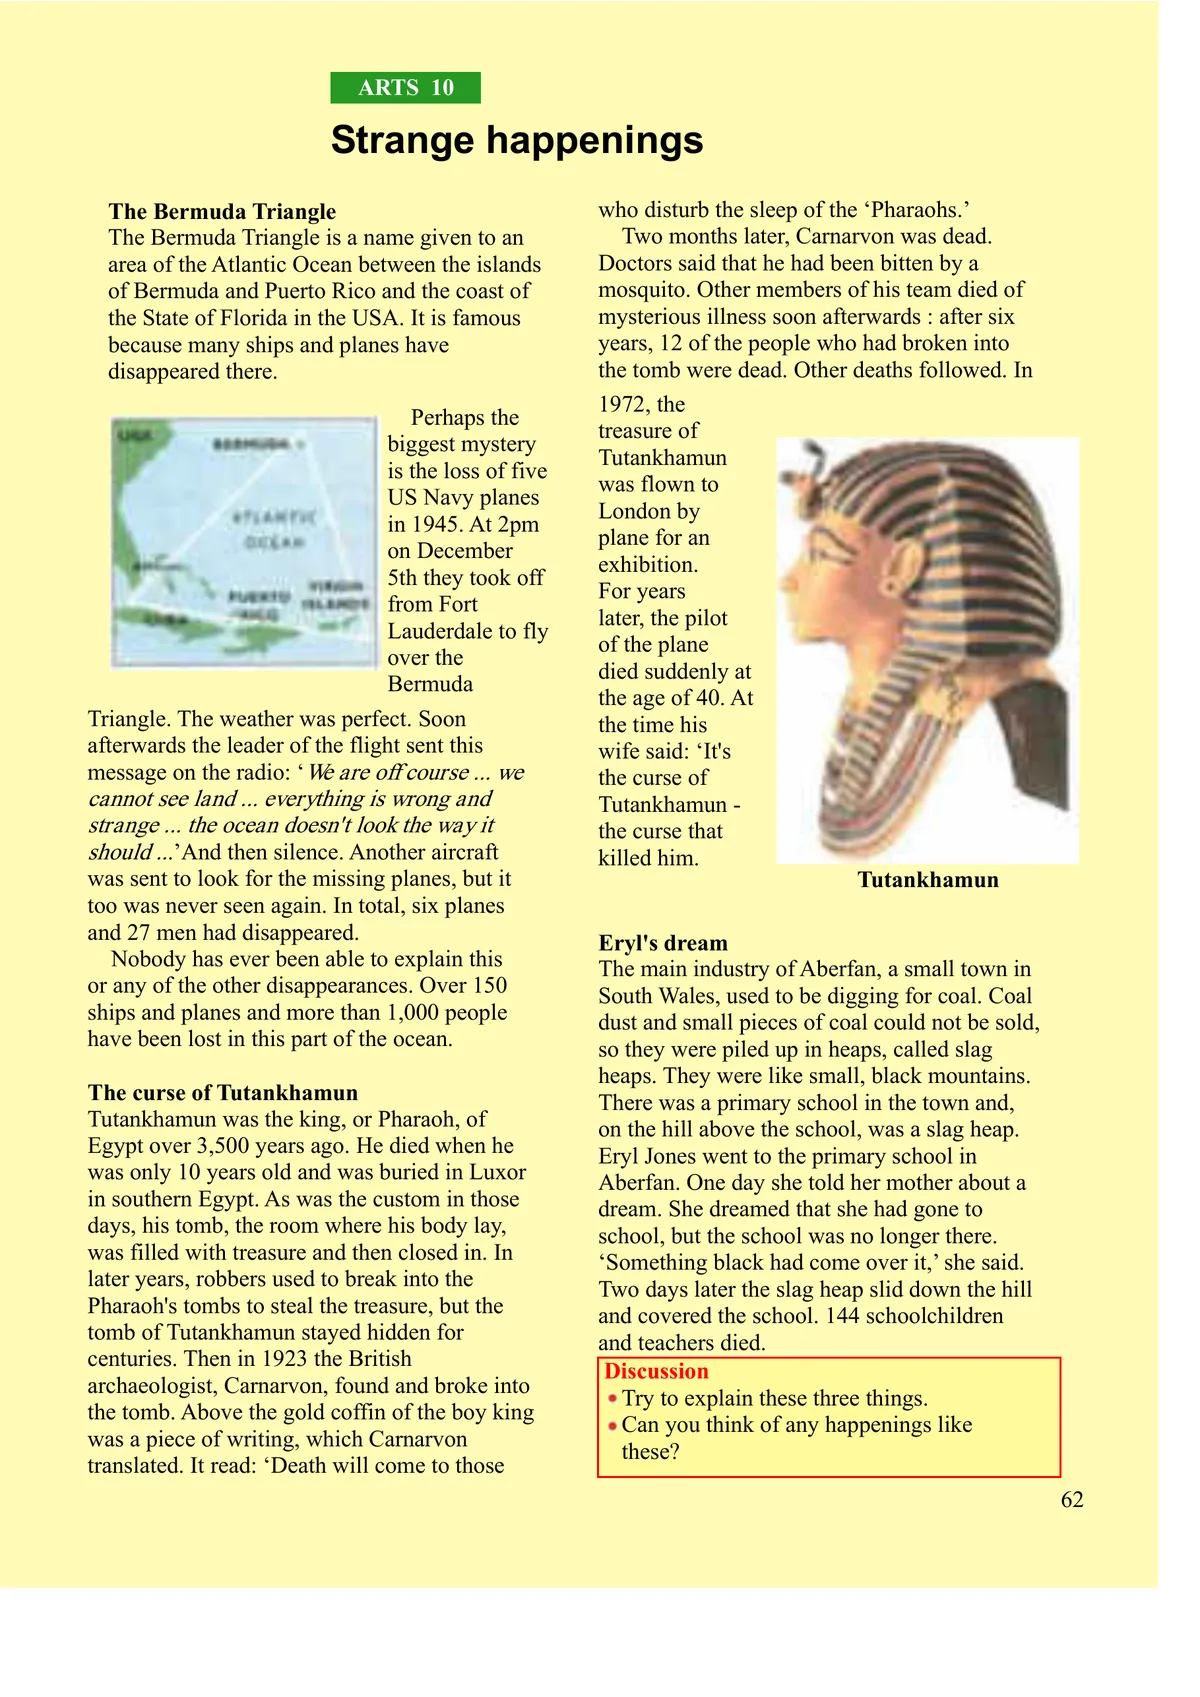 ARTS 10
Strange happenings
The Bermuda Triangle
The Bermuda Triangle is a name given to an
area of the Atlantic Ocean between the islands
of Bermuda and Puerto Rico and the coast of
the State of Florida in the USA. It is famous
because many ships and planes have
disappeared there.
USA
BERMUDA
ATLANTIC
OCEAN
PUERTO
RICO
VIRGIN
ISLANDS
CUBA
Perhaps the
biggest mystery
is the loss of five
US Navy planes
in 1945. At 2pm
on December
5th they took off
from Fort
Lauderdale to fly
over the
Bermuda
Triangle. The weather was perfect. Soon
afterwards the leader of the flight sent this
message on the radio: ‘ We are off course ... we
cannot see land ... everything is wrong and
strange ... the ocean doesn't look the way it
should ...’And then silence. Another aircraft
was sent to look for the missing planes, but it
too was never seen again. In total, six planes
and 27 men had disappeared.
Nobody has ever been able to explain this
or any of the other disappearances. Over 150
ships and planes and more than 1,000 people
have been lost in this part of the ocean.
The curse of Tutankhamun
Tutankhamun was the king, or Pharaoh, of
Egypt over 3,500 years ago. He died when he
was only 10 years old and was buried in Luxor
in southern Egypt. As was the custom in those
days, his tomb, the room where his body lay,
was filled with treasure and then closed in. In
later years, robbers used to break into the
Pharaoh's tombs to steal the treasure, but the
tomb of Tutankhamun stayed hidden for
centuries. Then in 1923 the British
archaeologist, Carnarvon, found and broke into
the tomb. Above the gold coffin of the boy king
was a piece of writing, which Carnarvon
translated. It read: ‘Death will come to those
who disturb the sleep of the ‘Pharaohs.’
Two months later, Carnarvon was dead.
Doctors said that he had been bitten by a
mosquito. Other members of his team died of
mysterious illness soon afterwards : after six
years, 12 of the people who had broken into
the tomb were dead. Other deaths followed. In
1972, the
treasure of
Tutankhamun
was flown to
London by
plane for an
exhibition.
For years
later, the pilot
of the plane
died suddenly at
the age of 40. At
the time his
wife said: ‘It's
the curse of
Tutankhamun -
the curse that
killed him.
Tutankhamun
Eryl's dream
The main industry of Aberfan, a small town in
South Wales, used to be digging for coal. Coal
dust and small pieces of coal could not be sold,
so they were piled up in heaps, called slag
heaps. They were like small, black mountains.
There was a primary school in the town and,
on the hill above the school, was a slag heap.
Eryl Jones went to the primary school in
Aberfan. One day she told her mother about a
dream. She dreamed that she had gone to
school, but the school was no longer there.
‘Something black had come over it,’ she said.
Two days later the slag heap slid down the hill
and covered the school. 144 schoolchildren
and teachers died.
Discussion
Try to explain these three things.
Can you think of any happenings like
these?
62